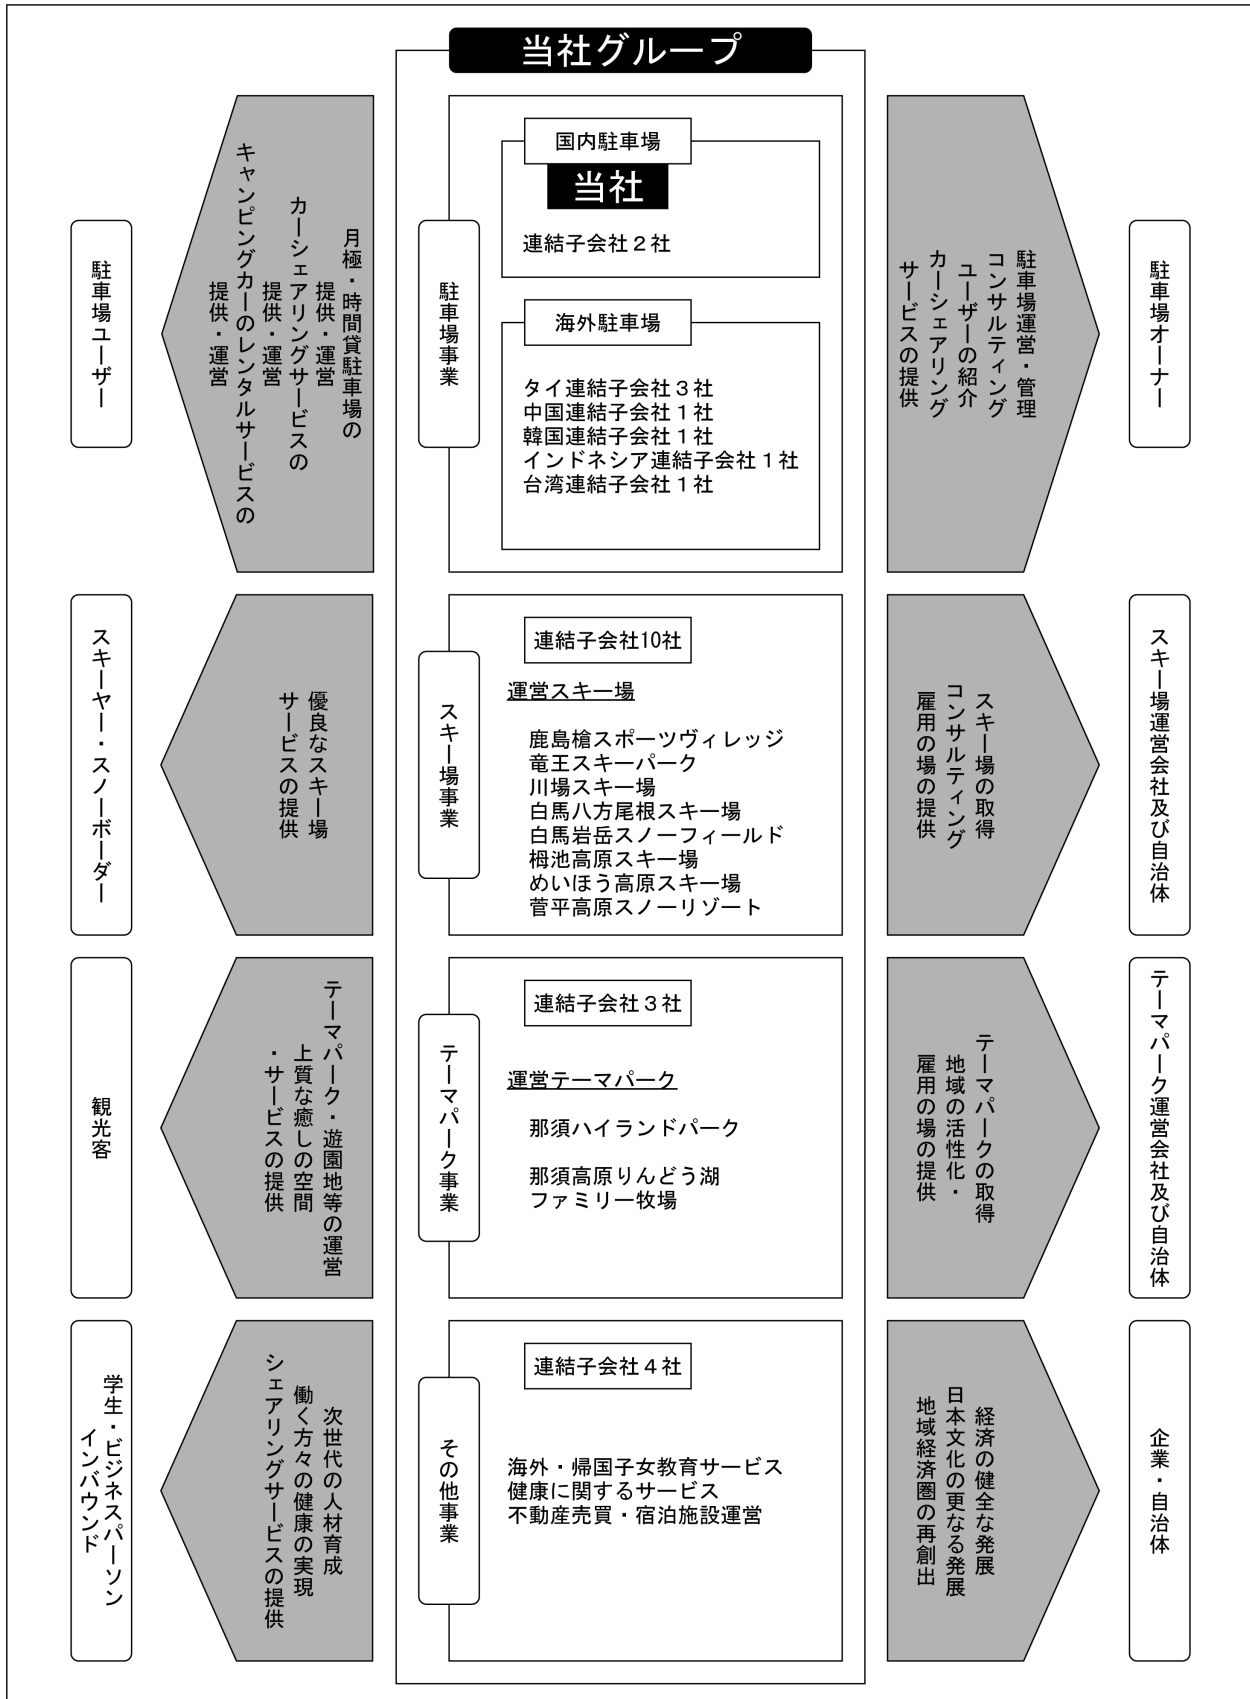 当社グループ
駐車場ユーザー
月極・時間貸駐車場の
提供・運営
カーシェアリングサービスの
提供・運営
キャンピングカーのレンタルサービスの
提供・運営
駐車場事業
国内駐車場
当社
連結子会社２社
海外駐車場
タイ連結子会社３社
中国連結子会社１社
韓国連結子会社１社
インドネシア連結子会社１社
台湾連結子会社１社
駐車場運営・管理
コンサルティング
ユーザーの紹介
カーシェアリング
サービスの提供
駐車場オーナー
スキーヤー・スノーボーダー
優良なスキー場
サービスの提供
スキー場事業
連結子会社10社
運営スキー場
鹿島槍スポーツヴィレッジ
竜王スキーパーク
川場スキー場
白馬八方尾根スキー場
白馬岩岳スノーフィールド
栂池高原スキー場
めいほう高原スキー場
菅平高原スノーリゾート
スキー場の取得
コンサルティング
雇用の場の提供
スキー場運営会社及び自治体
観光客
テーマパーク・遊園地等の運営
上質な癒しの空間
・サービスの提供
テーマパーク事業
連結子会社３社
運営テーマパーク
那須ハイランドパーク
那須高原りんどう湖
ファミリー牧場
テーマパークの取得
地域の活性化・
雇用の場の提供
テーマパーク運営会社及び自治体
学生・ビジネスパーソン
インバウンド
次世代の人材育成
働く方々の健康の実現
シェアリングサービスの提供
その他事業
連結子会社４社
海外・帰国子女教育サービス
健康に関するサービス
不動産売買・宿泊施設運営
経済の健全な発展
日本文化の更なる発展
地域経済圏の再創出
企業・自治体